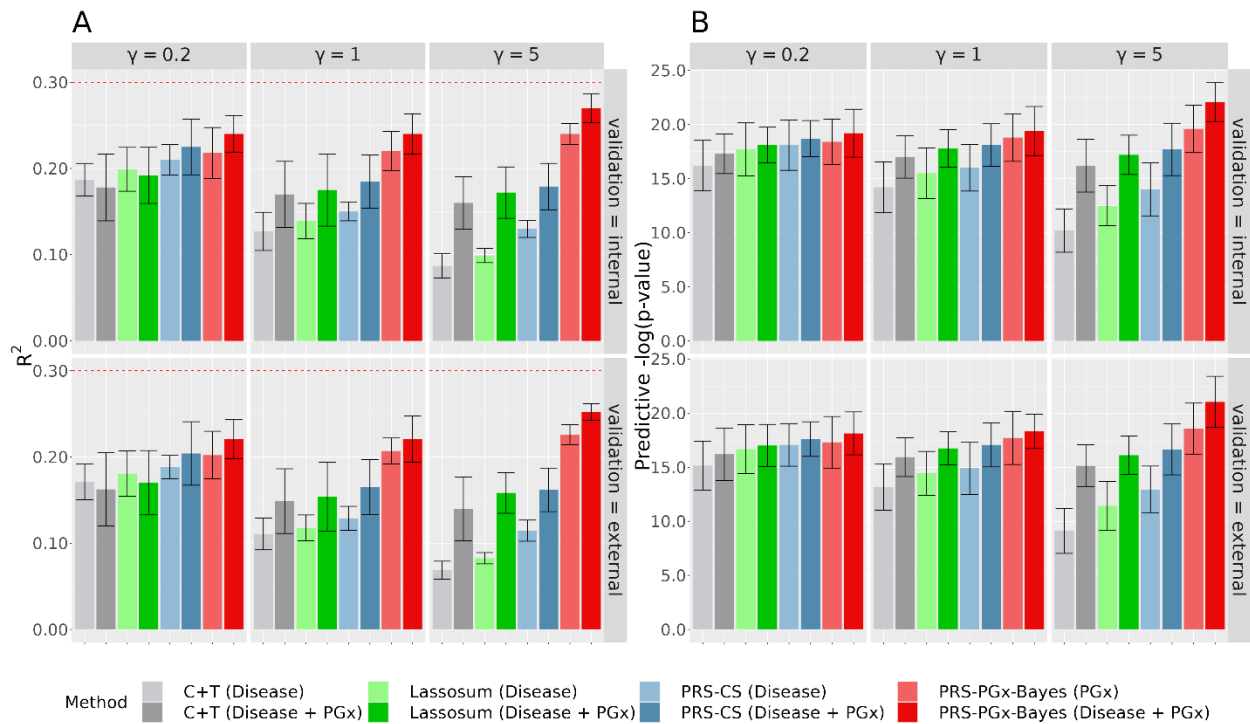 A
γ = 0.2
γ = 1
γ = 5
0.30
0.20
0.10
0.00
validation = internal
R²
0.30
0.20
0.10
0.00
validation = external
B
γ = 0.2
γ = 1
γ = 5
25.0
20.0
15.0
10.0
5.0
0.0
validation = internal
Predictive -log(p-value)
25.0
20.0
15.0
10.0
5.0
0.0
validation = external
Method
C+T (Disease)
C+T (Disease + PGx)
Lassosum (Disease)
Lassosum (Disease + PGx)
PRS-CS (Disease)
PRS-CS (Disease + PGx)
PRS-PGx-Bayes (PGx)
PRS-PGx-Bayes (Disease + PGx)